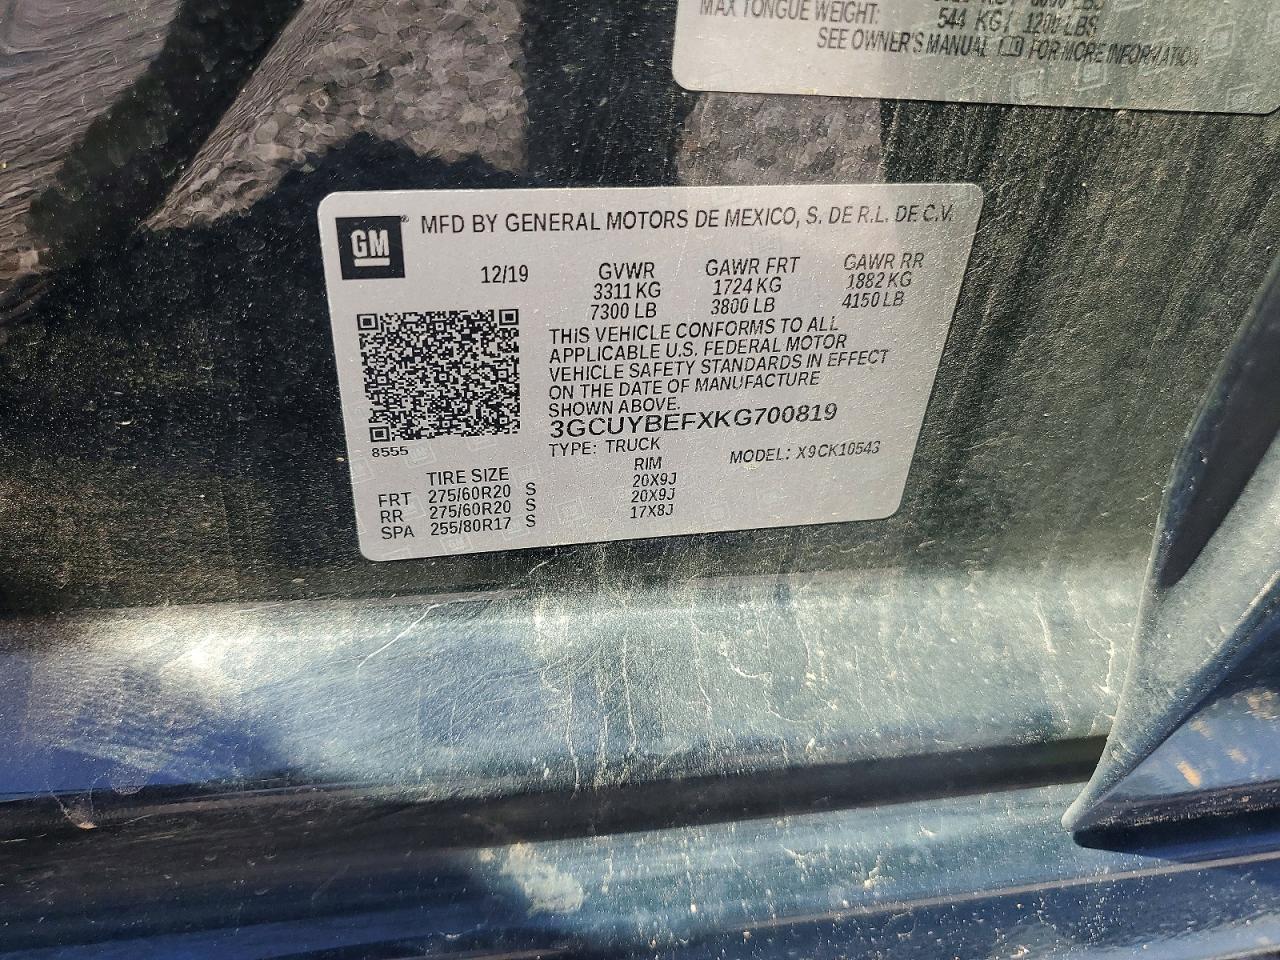 MAX TONGUE WEIGHT: 544 KG/ 1200 LBS
SEE OWNER'S MANUAL FOR MORE INFORMATION
GM ®
MFD BY GENERAL MOTORS DE MEXICO, S. DE R.L. DE C.V.
12/19 GVWR GAWR FRT GAWR RR
3311 KG 1724 KG 1882 KG
7300 LB 3800 LB 4150 LB
THIS VEHICLE CONFORMS TO ALL
APPLICABLE U.S. FEDERAL MOTOR
VEHICLE SAFETY STANDARDS IN EFFECT
ON THE DATE OF MANUFACTURE
SHOWN ABOVE.
3GCUYBEFXKG700819
8555
TYPE: TRUCK MODEL: X9CK10543
TIRE SIZE RIM
FRT 275/60R20 S 20X9J
RR 275/60R20 S 20X9J
SPA 255/80R17 S 17X8J